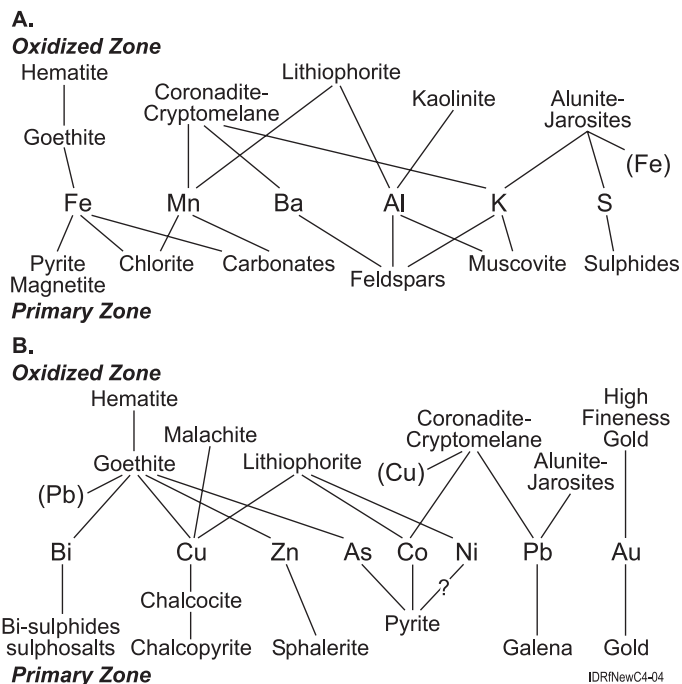 A.
Oxidized Zone
Hematite
Lithiophorite
Coronadite-
Cryptomelane
Kaolinite
Alunite-
Jarosites
Goethite
(Fe)
Fe Mn Ba Al K S
Pyrite
Magnetite
Chlorite
Carbonates
Feldspars
Muscovite
Sulphides
Primary Zone
B.
Oxidized Zone
Hematite
Malachite
Goethite
Lithiophorite
Coronadite-
Cryptomelane
High
Fineness
Gold
Alunite-
Jarosites
(Pb)
(Cu)
Bi Cu Zn As Co Ni Pb Au
?
Chalcocite
Pyrite
Bi-sulphides
sulphosalts
Chalcopyrite
Sphalerite
Galena
Gold
Primary Zone
IDRfNewC4-04